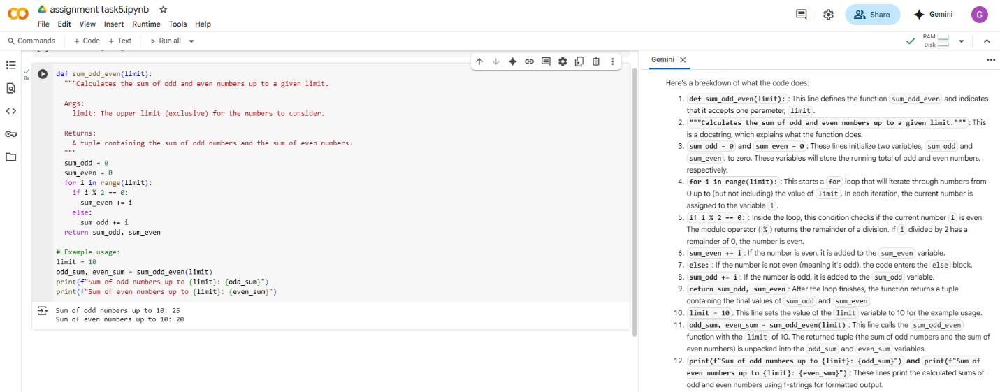 CO assignment task5.ipynb
File Edit View Insert Runtime Tools Help
Share Gemini G
Commands + Code + Text Run all
RAM
Disk
0s
def sum_odd_even(limit):
"""Calculates the sum of odd and even numbers up to a given limit.
Args:
limit: The upper limit (exclusive) for the numbers to consider.
Returns:
A tuple containing the sum of odd numbers and the sum of even numbers.
"""
sum_odd = 0
sum_even = 0
for i in range(limit):
if i % 2 == 0:
sum_even += i
else:
sum_odd += i
return sum_odd, sum_even
# Example usage:
limit = 10
odd_sum, even_sum = sum_odd_even(limit)
print(f"Sum of odd numbers up to {limit}: {odd_sum}")
print(f"Sum of even numbers up to {limit}: {even_sum}")
Sum of odd numbers up to 10: 25
Sum of even numbers up to 10: 20
Gemini
Here's a breakdown of what the code does:
1. def sum_odd_even(limit): : This line defines the function sum_odd_even and indicates
that it accepts one parameter, limit .
2. """Calculates the sum of odd and even numbers up to a given limit.""" : This
is a docstring, which explains what the function does.
3. sum_odd = 0 and sum_even = 0 : These lines initialize two variables, sum_odd and
sum_even , to zero. These variables will store the running total of odd and even numbers,
respectively.
4. for i in range(limit): : This starts a for loop that will iterate through numbers from
0 up to (but not including) the value of limit . In each iteration, the current number is
assigned to the variable i .
5. if i % 2 == 0: : Inside the loop, this condition checks if the current number i is even.
The modulo operator ( % ) returns the remainder of a division. If i divided by 2 has a
remainder of 0, the number is even.
6. sum_even += i : If the number is even, it is added to the sum_even variable.
7. else: : If the number is not even (meaning it's odd), the code enters the else block.
8. sum_odd += i : If the number is odd, it is added to the sum_odd variable.
9. return sum_odd, sum_even : After the loop finishes, the function returns a tuple
containing the final values of sum_odd and sum_even .
10. limit = 10 : This line sets the value of the limit variable to 10 for the example usage.
11. odd_sum, even_sum = sum_odd_even(limit) : This line calls the sum_odd_even
function with the limit of 10. The returned tuple (the sum of odd numbers and the sum of
even numbers) is unpacked into the odd_sum and even_sum variables.
12. print(f"Sum of odd numbers up to {limit}: {odd_sum}") and print(f"Sum of
even numbers up to {limit}: {even_sum}") : These lines print the calculated sums of
odd and even numbers using f-strings for formatted output.